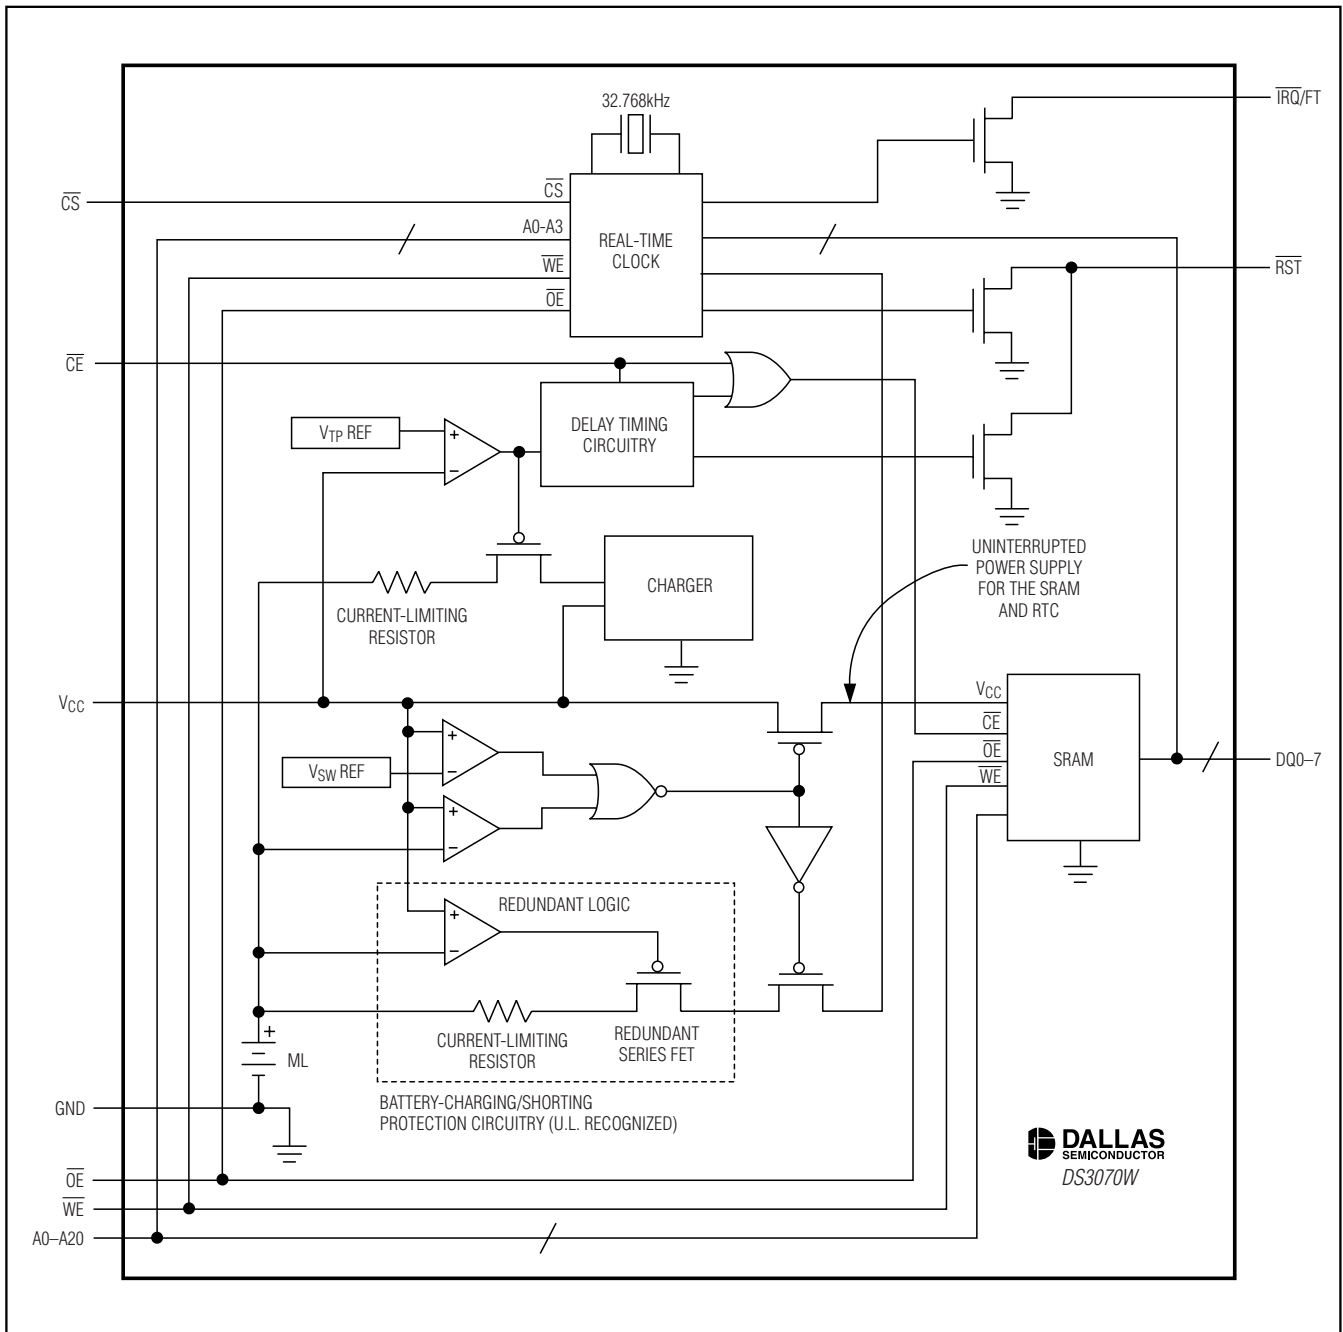 32.768kHz
IRQ/FT
CS
CS
A0-A3
WE
OE
REAL-TIME
CLOCK
RST
CE
VTP REF
+
−
DELAY TIMING
CIRCUITRY
UNINTERRUPTED
POWER SUPPLY
FOR THE SRAM
AND RTC
CHARGER
CURRENT-LIMITING
RESISTOR
VCC
VCC
CE
OE
WE
SRAM
DQ0–7
+
VSW REF
−
+
−
REDUNDANT LOGIC
+
−
+
ML
CURRENT-LIMITING
RESISTOR
REDUNDANT
SERIES FET
GND
BATTERY-CHARGING/SHORTING
PROTECTION CIRCUITRY (U.L. RECOGNIZED)
DALLAS
SEMICONDUCTOR
DS3070W
OE
WE
A0–A20